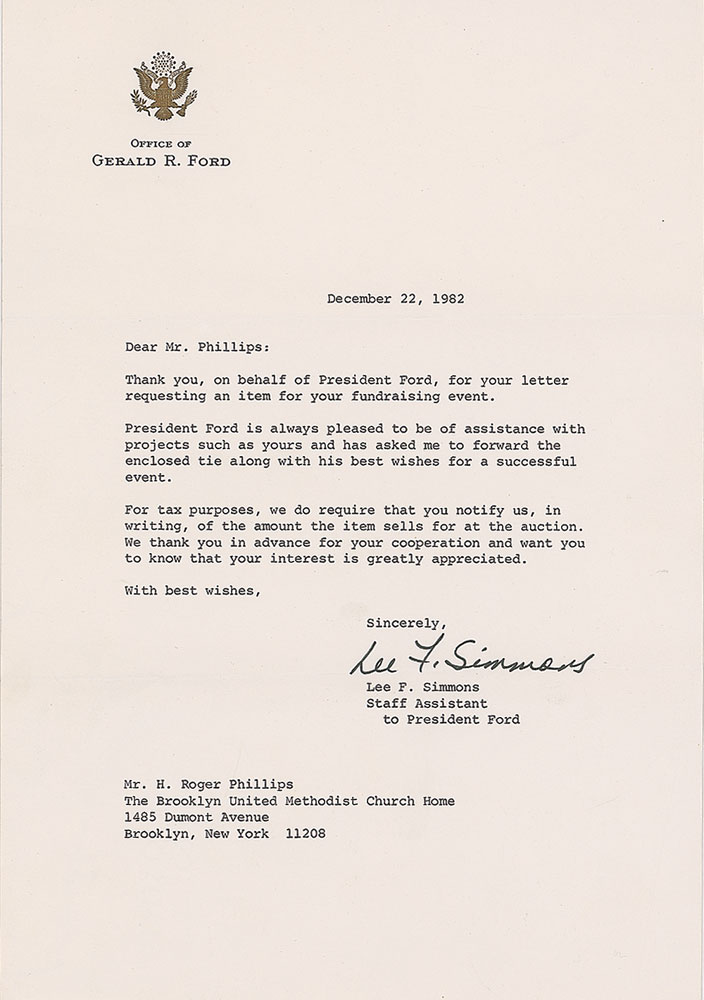 OFFICE OF
GERALD R. FORD
December 22, 1982
Dear Mr. Phillips:
Thank you, on behalf of President Ford, for your letter
requesting an item for your fundraising event.
President Ford is always pleased to be of assistance with
projects such as yours and has asked me to forward the
enclosed tie along with his best wishes for a successful
event.
For tax purposes, we do require that you notify us, in
writing, of the amount the item sells for at the auction.
We thank you in advance for your cooperation and want you
to know that your interest is greatly appreciated.
With best wishes,
Sincerely,
Lee F. Simmons
Lee F. Simmons
Staff Assistant
to President Ford
Mr. H. Roger Phillips
The Brooklyn United Methodist Church Home
1485 Dumont Avenue
Brooklyn, New York  11208